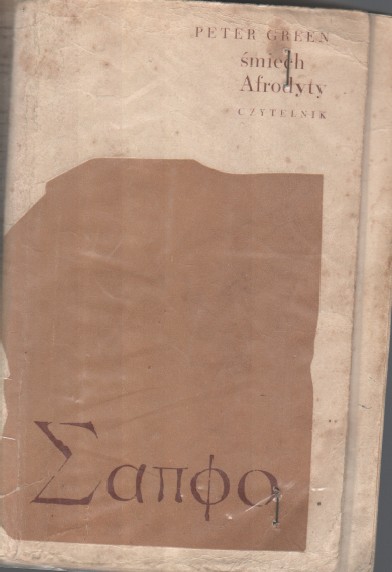 PETER GREEN
śmiech
Afrodyty
CZYTELNIK
Σαπφο